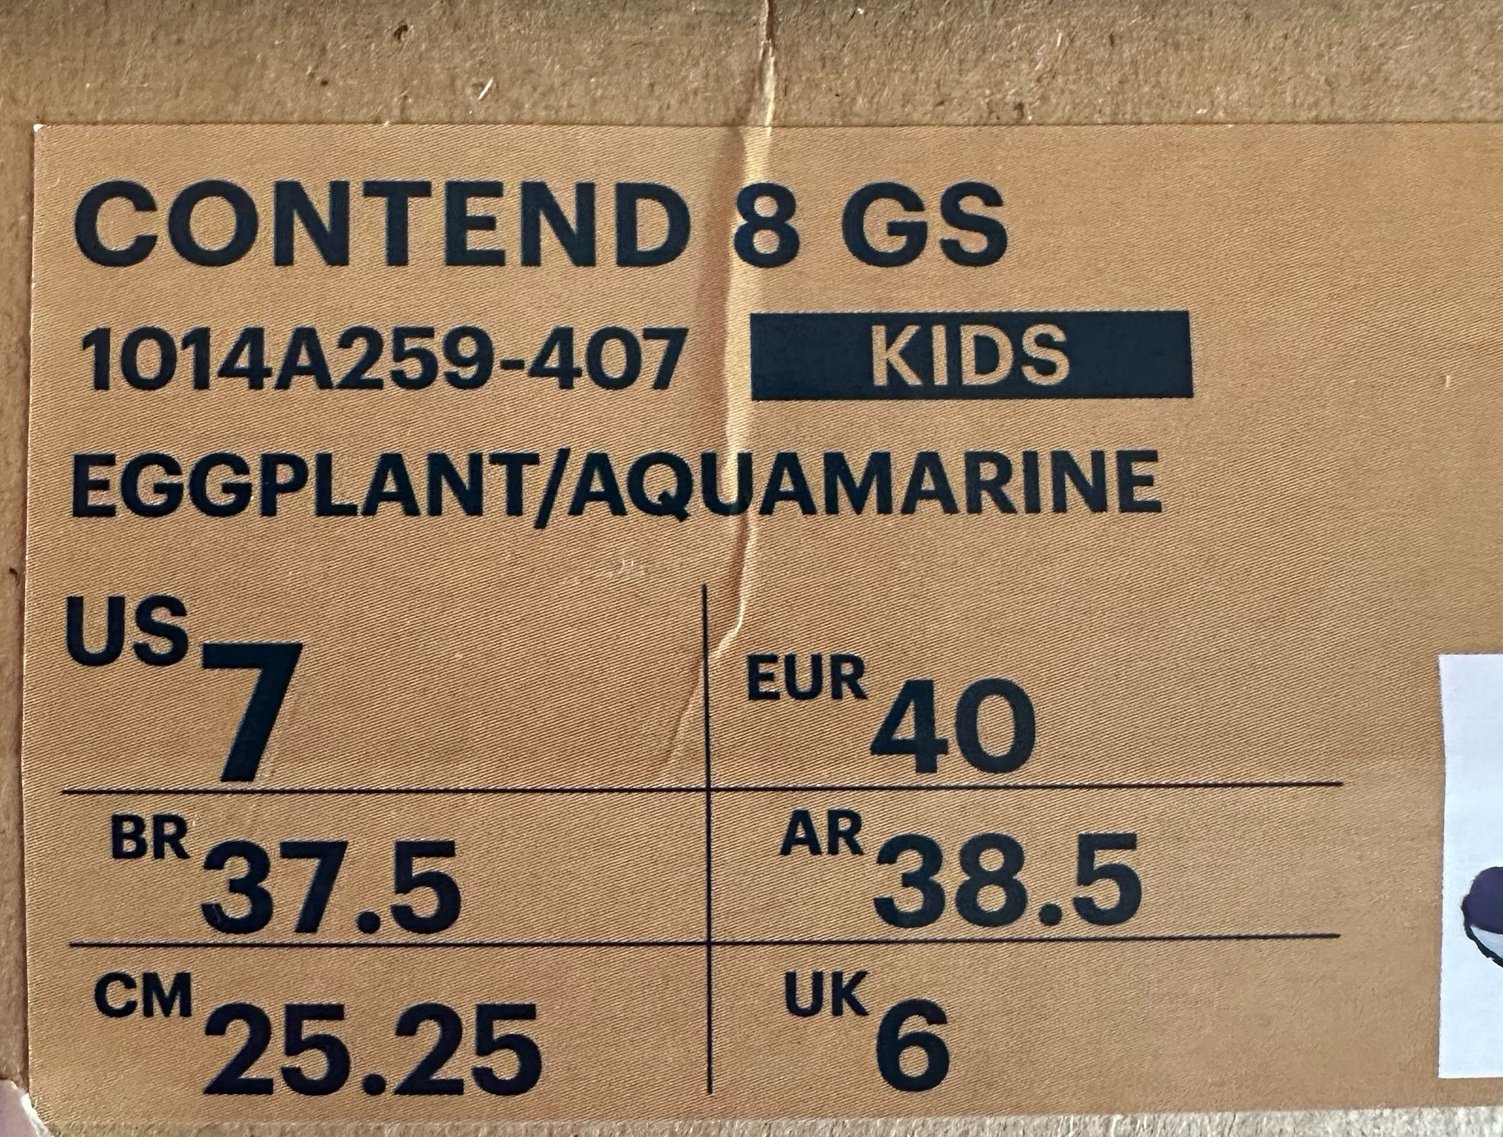 CONTEND 8 GS
1014A259-407 KIDS
EGGPLANT/AQUAMARINE
US 7 EUR 40
BR 37.5 AR 38.5
CM 25.25 UK 6